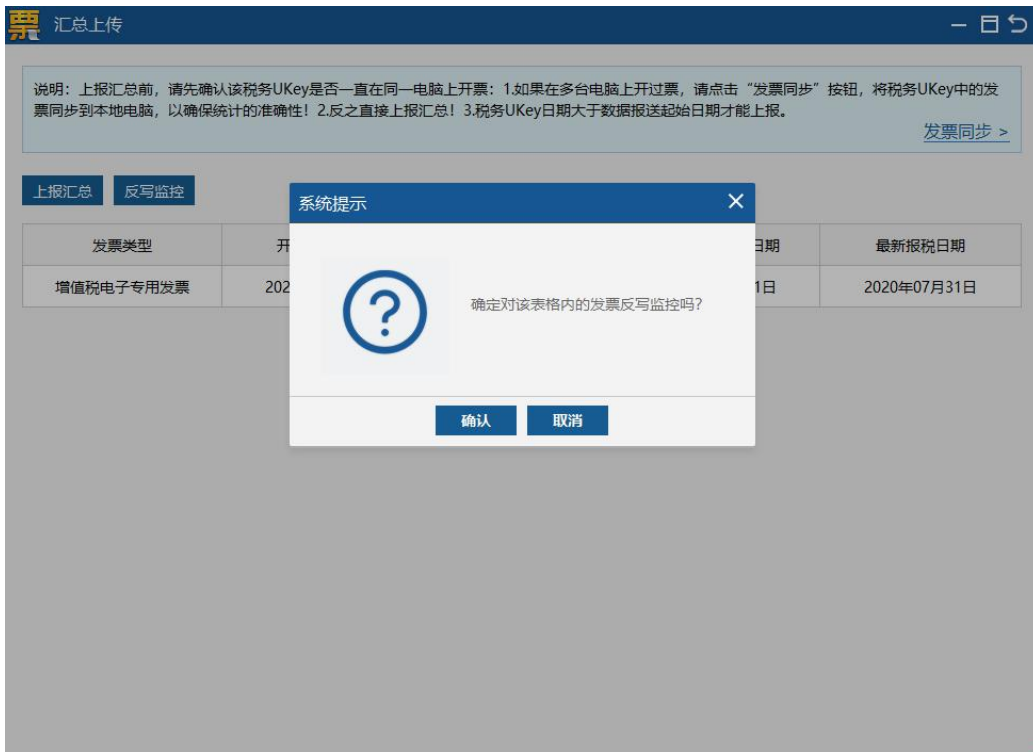 票 汇总上传
说明：上报汇总前，请先确认该税务UKey是否一直在同一电脑上开票：1.如果在多台电脑上开过票，请点击“发票同步”按钮，将税务UKey中的发
票同步到本地电脑，以确保统计的准确性！2.反之直接上报汇总！3.税务UKey日期大于数据报送起始日期才能上报。
发票同步 >
上报汇总 反写监控
系统提示
发票类型 开 日期 最新报税日期
增值税电子专用发票 202 1日 2020年07月31日
确定对该表格内的发票反写监控吗？
确认 取消